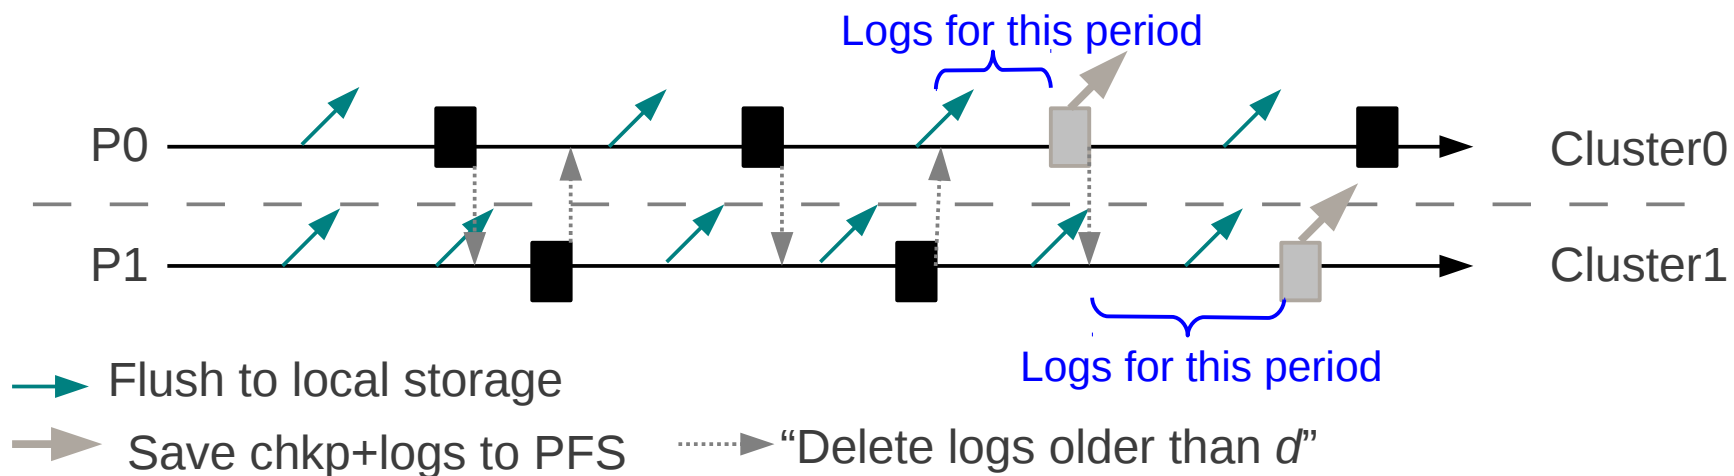 Logs for this period
P0
Cluster0
P1
Cluster1
Logs for this period
Flush to local storage
Save chkp+logs to PFS
“Delete logs older than d”